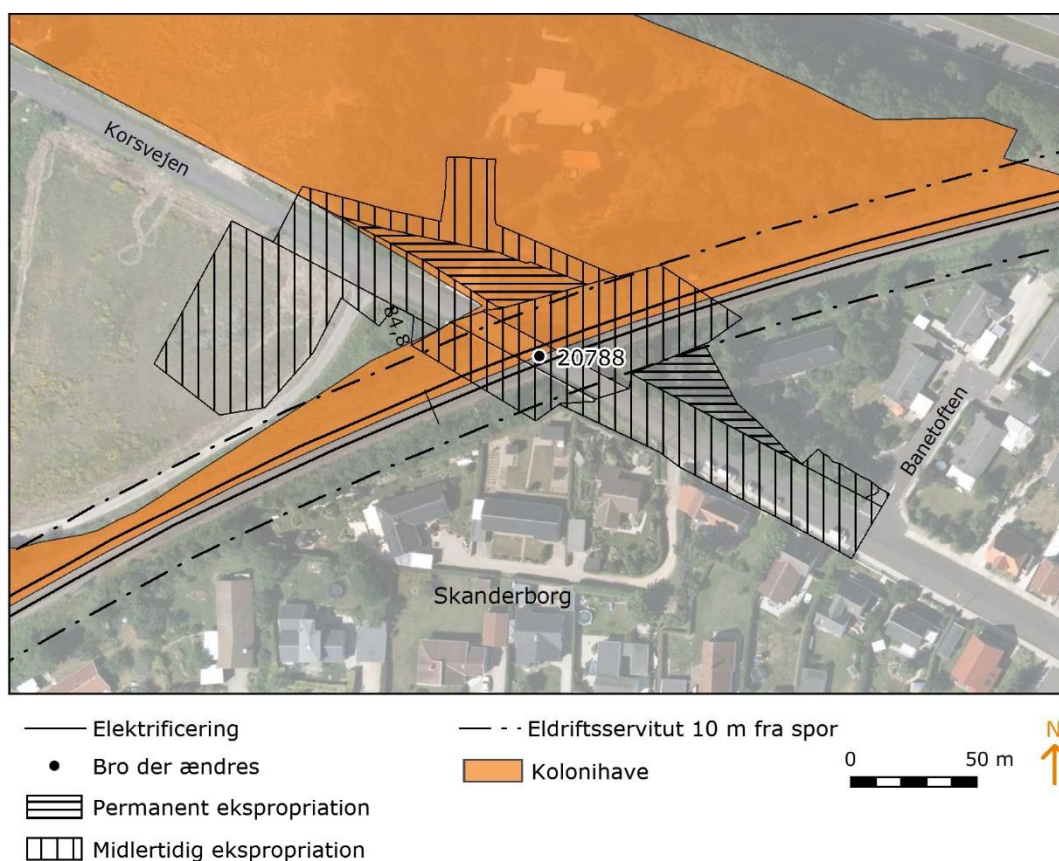 Korsvejen
84,8
20788
Banetoften
Skanderborg
Elektrificering
Eldriftsservitut 10 m fra spor
N
Bro der ændres
Kolonihave
0 50 m
Permanent ekspropriation
Midlertidig ekspropriation